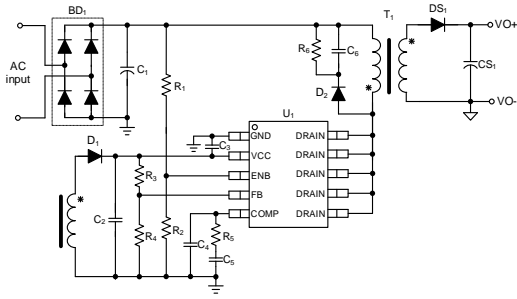 BD1
T1
DS1
VO+
AC
input
C1
R1
R6
C6
D2
CS1
VO-
U1
D1
C3
GND
DRAIN
VCC
DRAIN
ENB
DRAIN
FB
DRAIN
COMP
DRAIN
R3
C2
R4
R2
C4
R5
C5